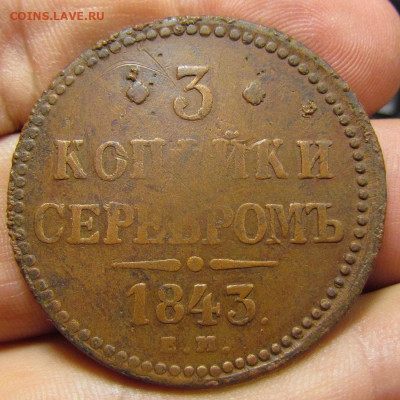 COINS.LAVE.RU
3
КОПѢЙКИ
СЕРЕБРОМЪ
1843.
Е.М.